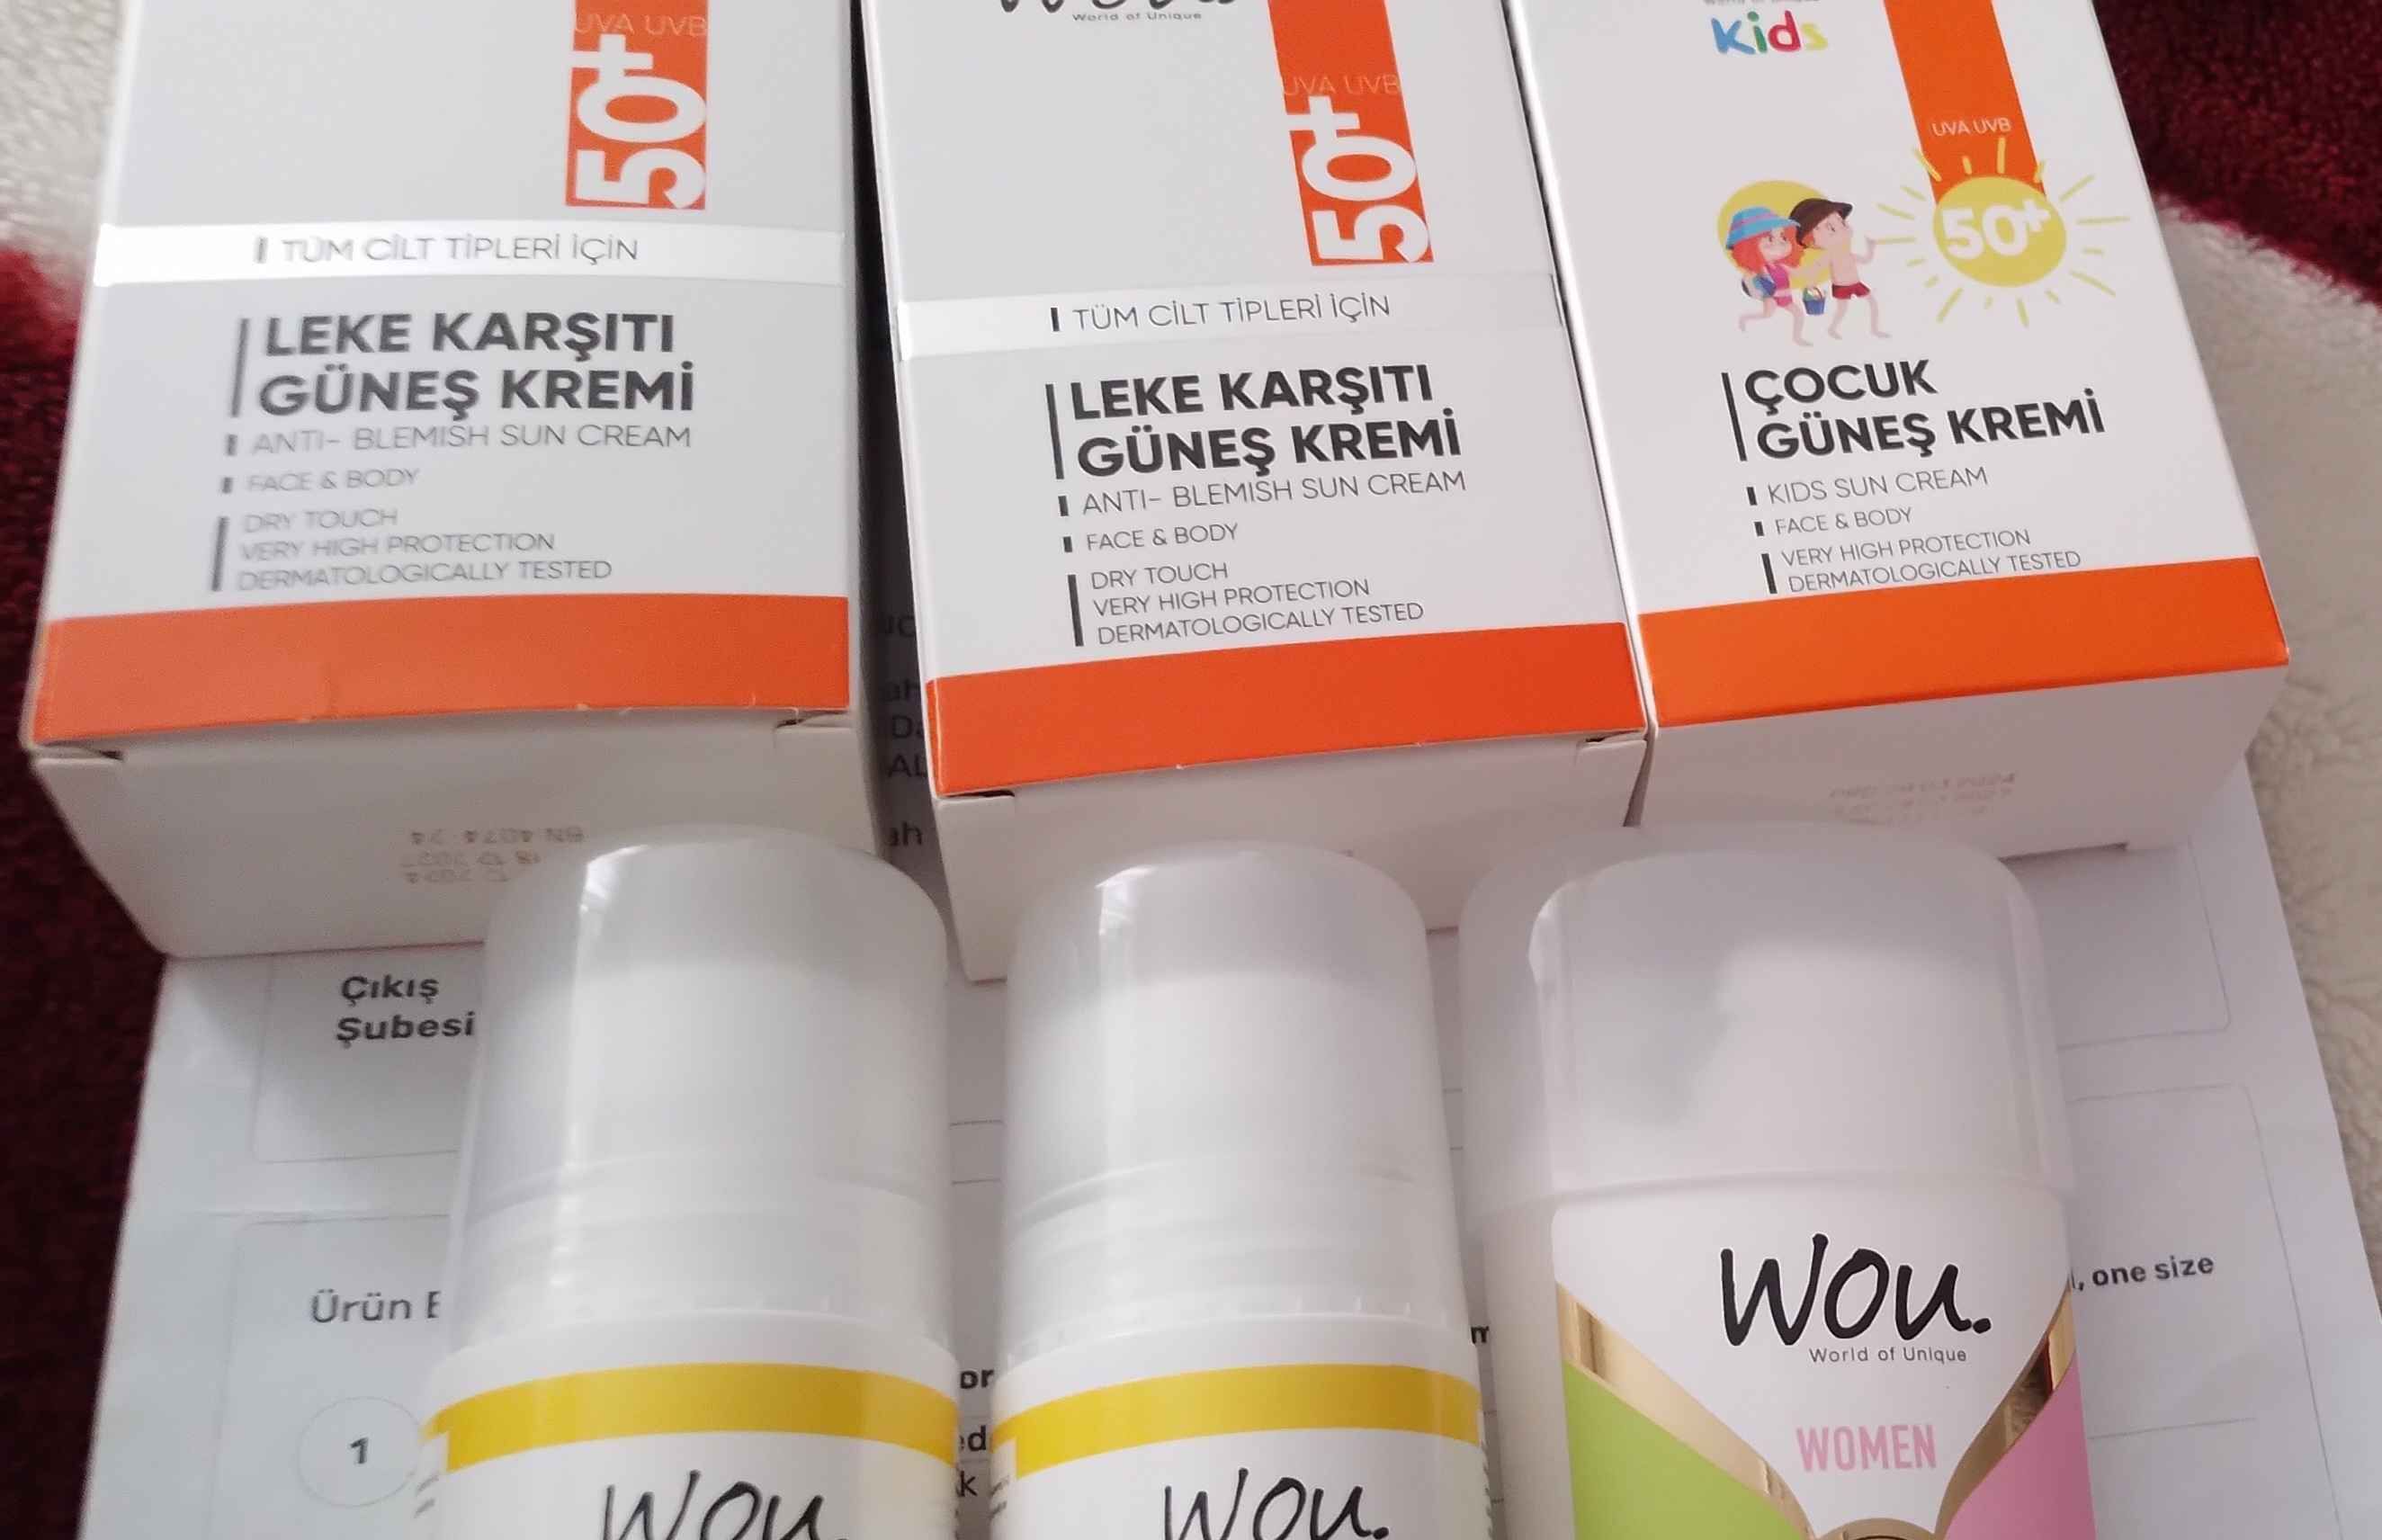 UVA UVB
50+
TÜM CİLT TİPLERİ İÇİN
LEKE KARŞITI
GÜNEŞ KREMİ
ANTI- BLEMISH SUN CREAM
FACE & BODY
DRY TOUCH
VERY HIGH PROTECTION
DERMATOLOGICALLY TESTED
World of Unique
UVA UVB
50+
TÜM CİLT TİPLERİ İÇİN
LEKE KARŞITI
GÜNEŞ KREMİ
ANTI- BLEMISH SUN CREAM
FACE & BODY
DRY TOUCH
VERY HIGH PROTECTION
DERMATOLOGICALLY TESTED
Kids
UVA UVB
50+
ÇOCUK
GÜNEŞ KREMİ
KIDS SUN CREAM
FACE & BODY
VERY HIGH PROTECTION
DERMATOLOGICALLY TESTED
Çıkış
Şubesi
Ürün
1
one size
Wou.
Wou.
Wou.
World of Unique
WOMEN